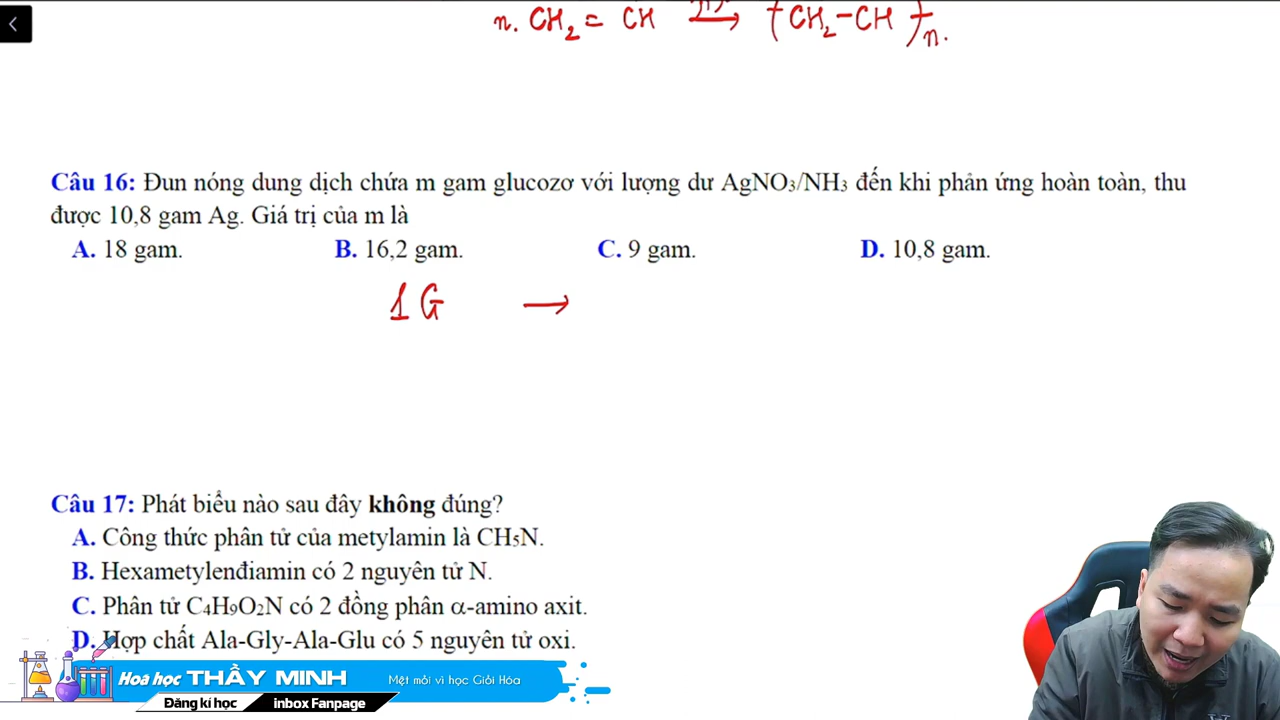 n. CH₂ = CH → ( CH₂ – CH )n.
Câu 16: Đun nóng dung dịch chứa m gam glucozơ với lượng dư AgNO₃/NH₃ đến khi phản ứng hoàn toàn, thu
được 10,8 gam Ag. Giá trị của m là
A. 18 gam. B. 16,2 gam. C. 9 gam. D. 10,8 gam.
1 G →
Câu 17: Phát biểu nào sau đây không đúng?
A. Công thức phân tử của metylamin là CH₅N.
B. Hexametylenđiamin có 2 nguyên tử N.
C. Phân tử C₄H₉O₂N có 2 đồng phân α-amino axit.
D. Hợp chất Ala-Gly-Ala-Glu có 5 nguyên tử oxi.
Hoá học THẦY MINH Mệt mỏi vì học Giỏi Hóa
Đăng kí học inbox Fanpage